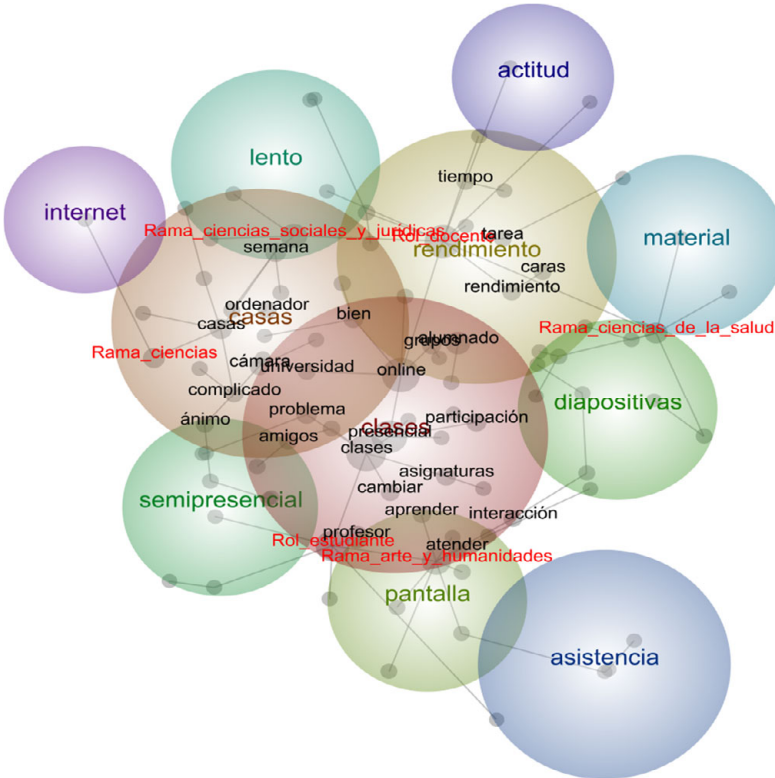 actitud
lento
tiempo
internet
Rama_ciencias_sociales_y_jurídicas
Rol_docente
tarea
material
semana
rendimiento
caras
rendimiento
ordenador
casas
casas
bien
Rama_ciencias_de_la_salud
grupos
alumnado
Rama_ciencias
cámara
universidad
online
complicado
diapositivas
problema
participación
ánimo
clases
presencial
amigos
clases
asignaturas
semipresencial
cambiar
aprender
interacción
profesor
Rol_estudiante
atender
Rama_arte_y_humanidades
pantalla
asistencia